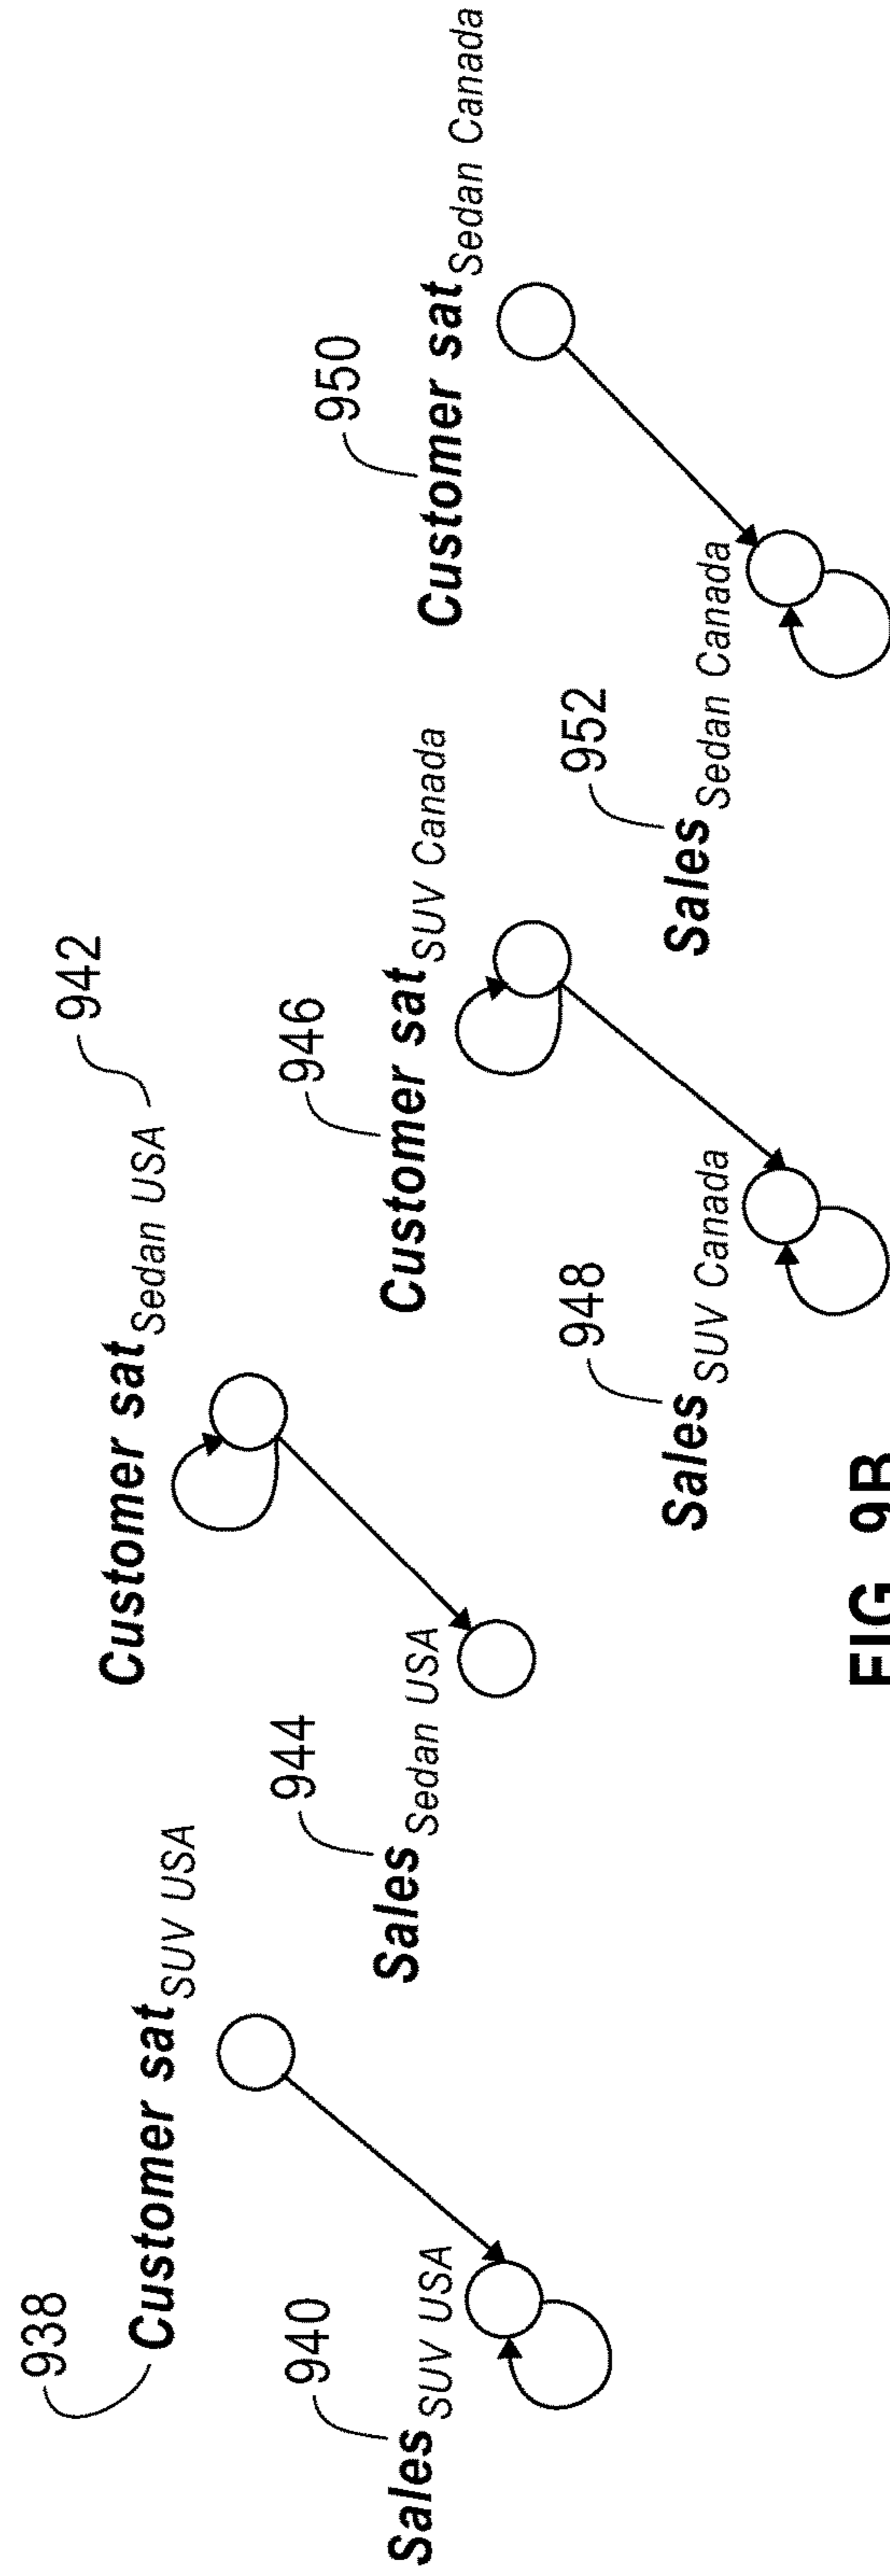 938
Customer sat SUV USA
940
Sales SUV USA
942
Customer sat Sedan USA
944
Sales Sedan USA
946
Customer sat SUV Canada
948
Sales SUV Canada
950
Customer sat Sedan Canada
952
Sales Sedan Canada
FIG. 9B